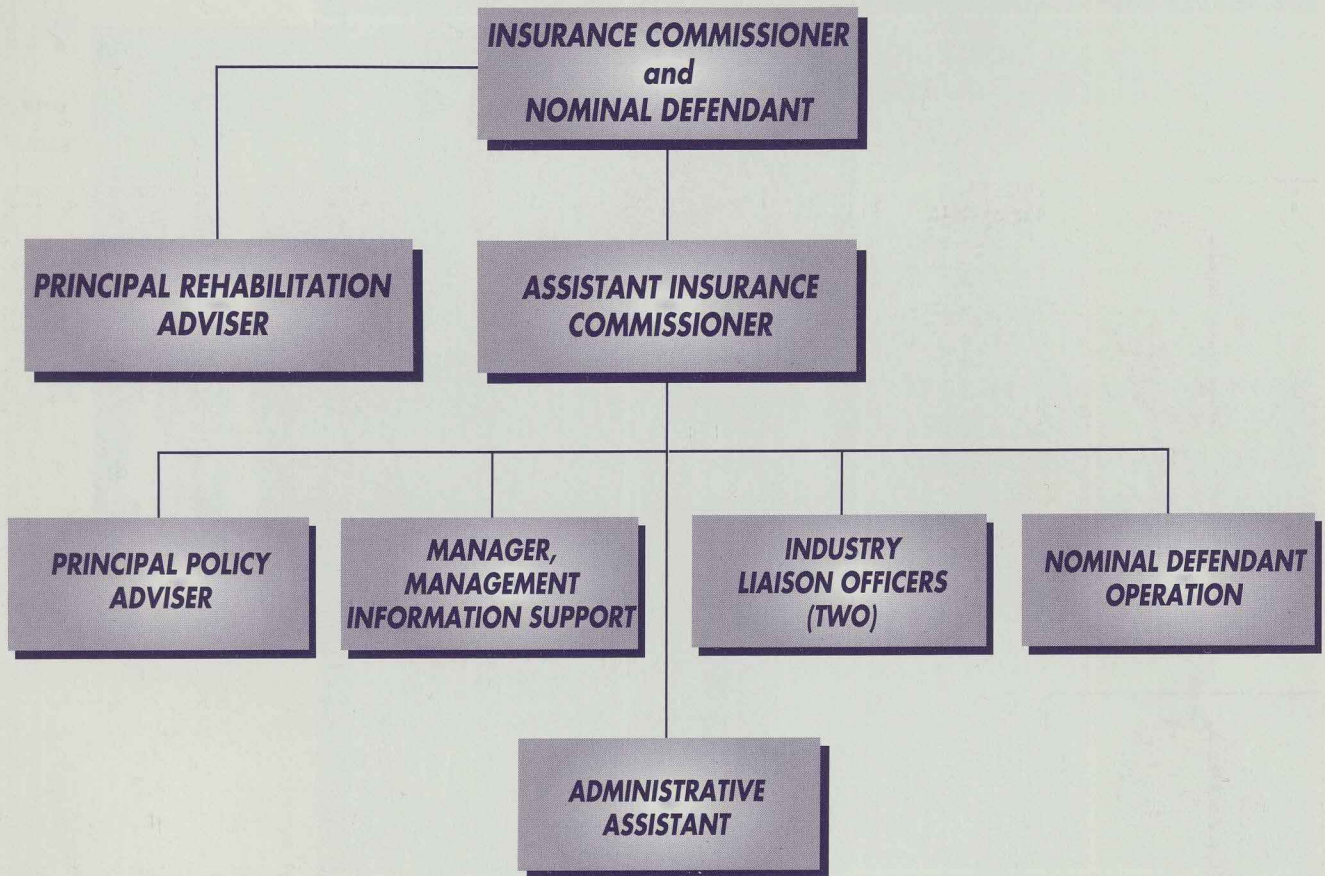 INSURANCE COMMISSIONER
and
NOMINAL DEFENDANT
PRINCIPAL REHABILITATION
ADVISER
ASSISTANT INSURANCE
COMMISSIONER
PRINCIPAL POLICY
ADVISER
MANAGER,
MANAGEMENT
INFORMATION SUPPORT
INDUSTRY
LIAISON OFFICERS
(TWO)
NOMINAL DEFENDANT
OPERATION
ADMINISTRATIVE
ASSISTANT